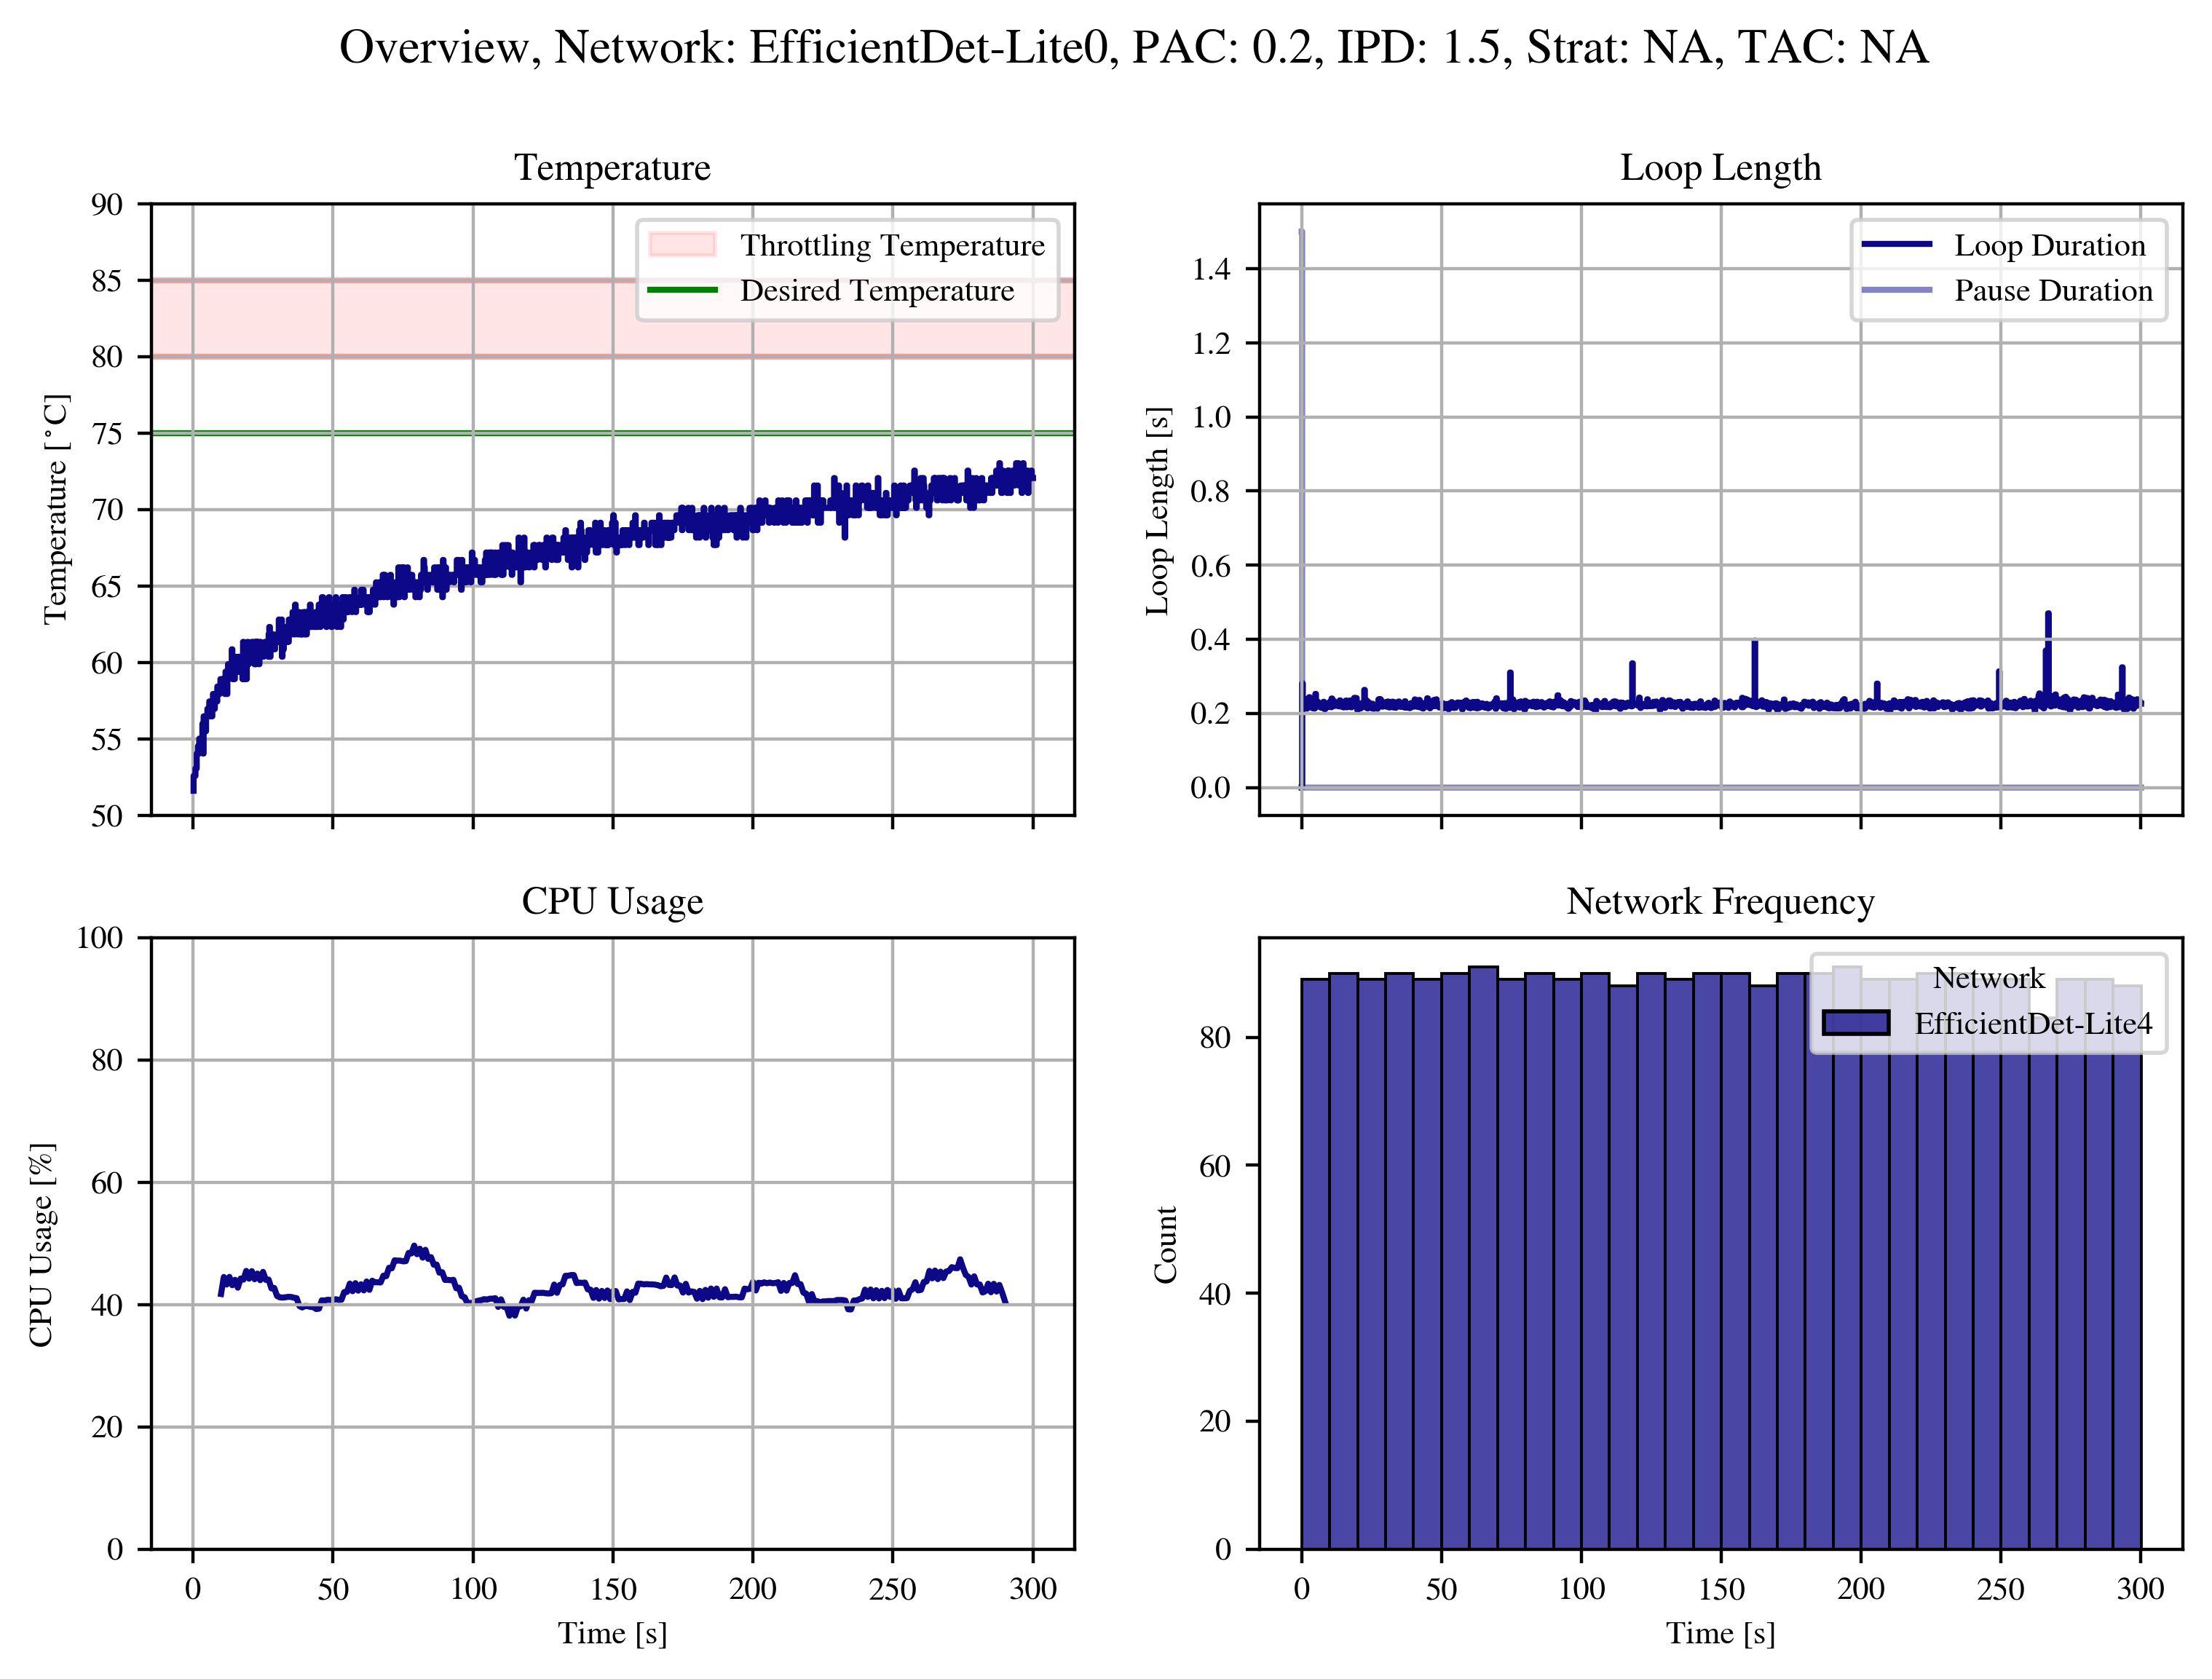 Overview, Network: EfficientDet-Lite0, PAC: 0.2, IPD: 1.5, Strat: NA, TAC: NA
Temperature
90
85
80
75
70
65
60
55
50
Temperature [°C]
Throttling Temperature
Desired Temperature
Loop Length
1.4
1.2
1.0
0.8
0.6
0.4
0.2
0.0
Loop Length [s]
Loop Duration
Pause Duration
CPU Usage
100
80
60
40
20
0
CPU Usage [%]
0 50 100 150 200 250 300
Time [s]
Network Frequency
80
60
40
20
0
Count
Network
EfficientDet-Lite4
0 50 100 150 200 250 300
Time [s]